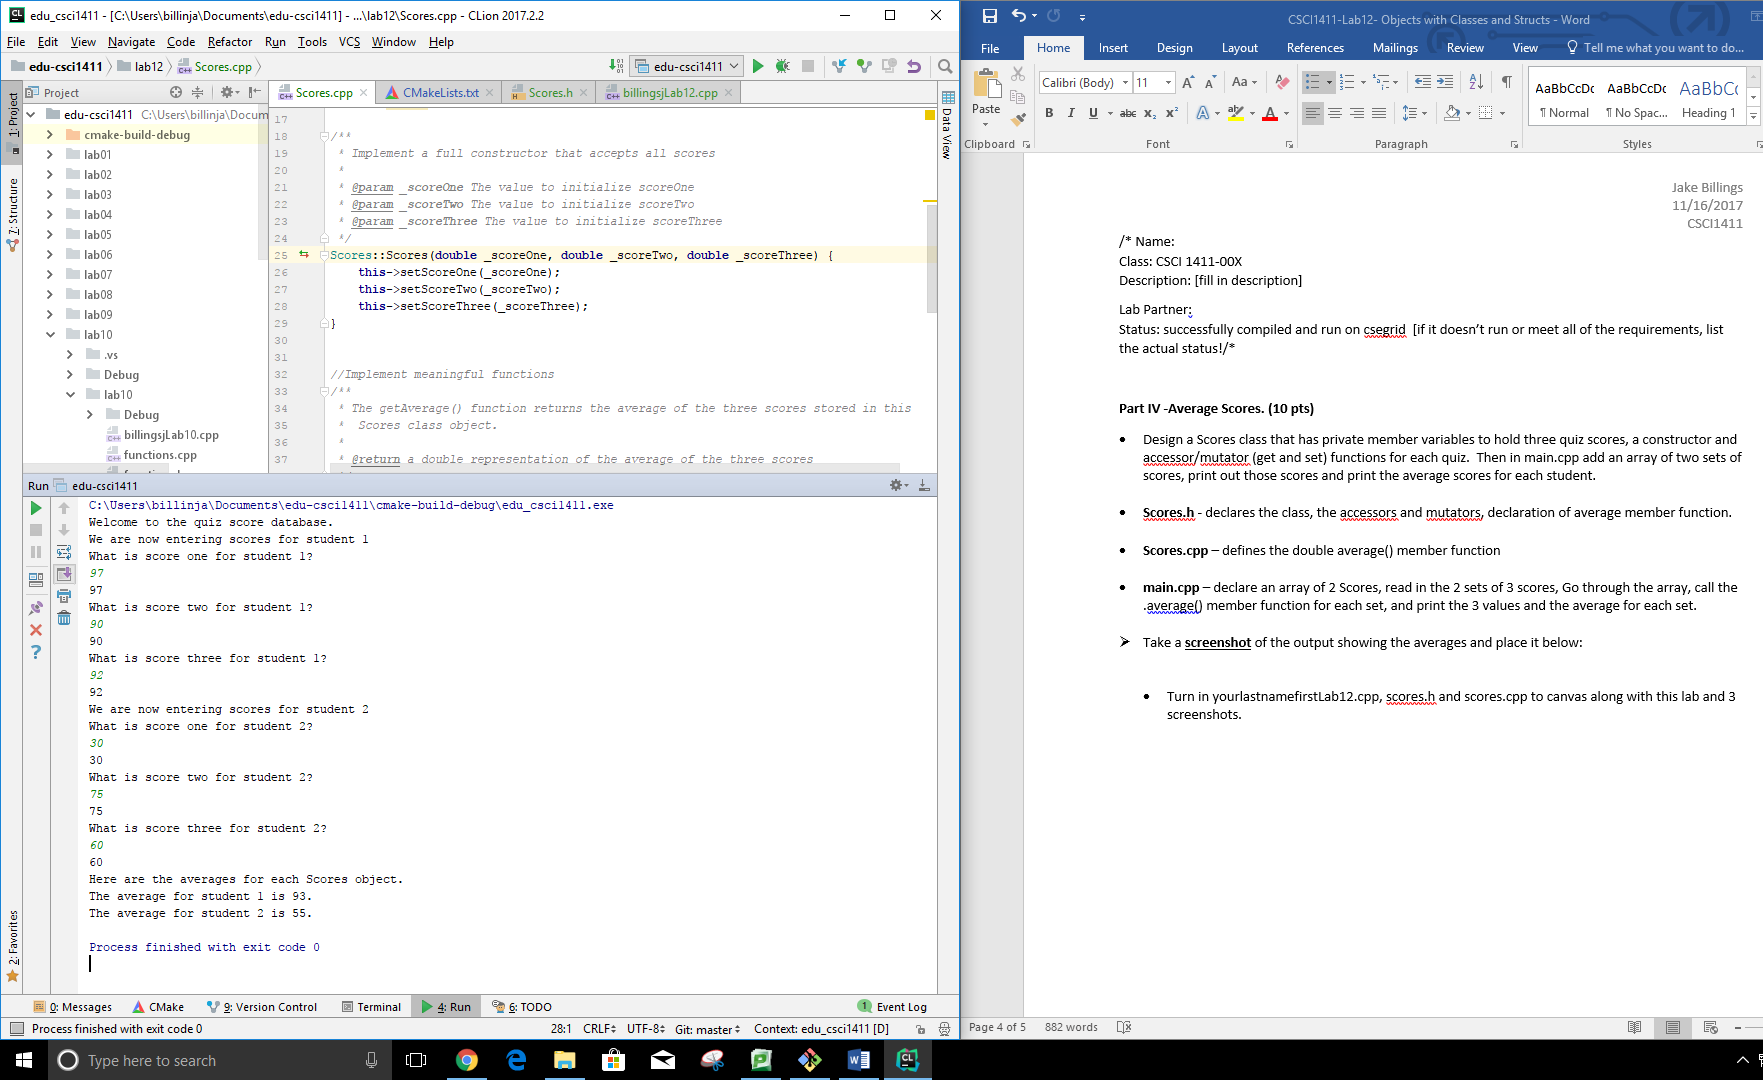 edu_csci1411 - [C:\Users\billinja\Documents\edu-csci1411] - ...\lab12\Scores.cpp - CLion 2017.2.2
File Edit View Navigate Code Refactor Run Tools VCS Window Help
edu-csci1411 lab12 Scores.cpp
edu-csci1411
Project
Scores.cpp CMakeLists.txt Scores.h billingsjLab12.cpp
1: Project
7: Structure
2: Favorites
Data View
edu-csci1411 C:\Users\billinja\Docum
cmake-build-debug
lab01
lab02
lab03
lab04
lab05
lab06
lab07
lab08
lab09
lab10
.vs
Debug
lab10
Debug
billingsjLab10.cpp
functions.cpp
17
18 /**
19 * Implement a full constructor that accepts all scores
20 *
21 * @param _scoreOne The value to initialize scoreOne
22 * @param _scoreTwo The value to initialize scoreTwo
23 * @param _scoreThree The value to initialize scoreThree
24 */
25 Scores::Scores(double _scoreOne, double _scoreTwo, double _scoreThree) {
26 this->setScoreOne(_scoreOne);
27 this->setScoreTwo(_scoreTwo);
28 this->setScoreThree(_scoreThree);
29 }
30
31
32 //Implement meaningful functions
33 /**
34 * The getAverage() function returns the average of the three scores stored in this
35 * Scores class object.
36 *
37 * @return a double representation of the average of the three scores
Run edu-csci1411
C:\Users\billinja\Documents\edu-csci1411\cmake-build-debug\edu_csci1411.exe
Welcome to the quiz score database.
We are now entering scores for student 1
What is score one for student 1?
97
97
What is score two for student 1?
90
90
What is score three for student 1?
92
92
We are now entering scores for student 2
What is score one for student 2?
30
30
What is score two for student 2?
75
75
What is score three for student 2?
60
60
Here are the averages for each Scores object.
The average for student 1 is 93.
The average for student 2 is 55.
Process finished with exit code 0
0: Messages CMake 9: Version Control Terminal 4: Run 6: TODO 1 Event Log
Process finished with exit code 0 28:1 CRLF UTF-8 Git: master Context: edu_csci1411 [D]
CSCI1411-Lab12- Objects with Classes and Structs - Word
File Home Insert Design Layout References Mailings Review View Tell me what you want to do...
Paste
Calibri (Body) 11
AaBbCcDc AaBbCcDc AaBbC
¶ Normal ¶ No Spac... Heading 1
Clipboard Font Paragraph Styles
Jake Billings
11/16/2017
CSCI1411
/* Name:
Class: CSCI 1411-00X
Description: [fill in description]
Lab Partner:
Status: successfully compiled and run on csegrid [if it doesn't run or meet all of the requirements, list
the actual status!/*
Part IV -Average Scores. (10 pts)
• Design a Scores class that has private member variables to hold three quiz scores, a constructor and
accessor/mutator (get and set) functions for each quiz. Then in main.cpp add an array of two sets of
scores, print out those scores and print the average scores for each student.
• Scores.h - declares the class, the accessors and mutators, declaration of average member function.
• Scores.cpp – defines the double average() member function
• main.cpp – declare an array of 2 Scores, read in the 2 sets of 3 scores, Go through the array, call the
.average() member function for each set, and print the 3 values and the average for each set.
➢ Take a screenshot of the output showing the averages and place it below:
• Turn in yourlastnamefirstLab12.cpp, scores.h and scores.cpp to canvas along with this lab and 3
screenshots.
Page 4 of 5 882 words
Type here to search